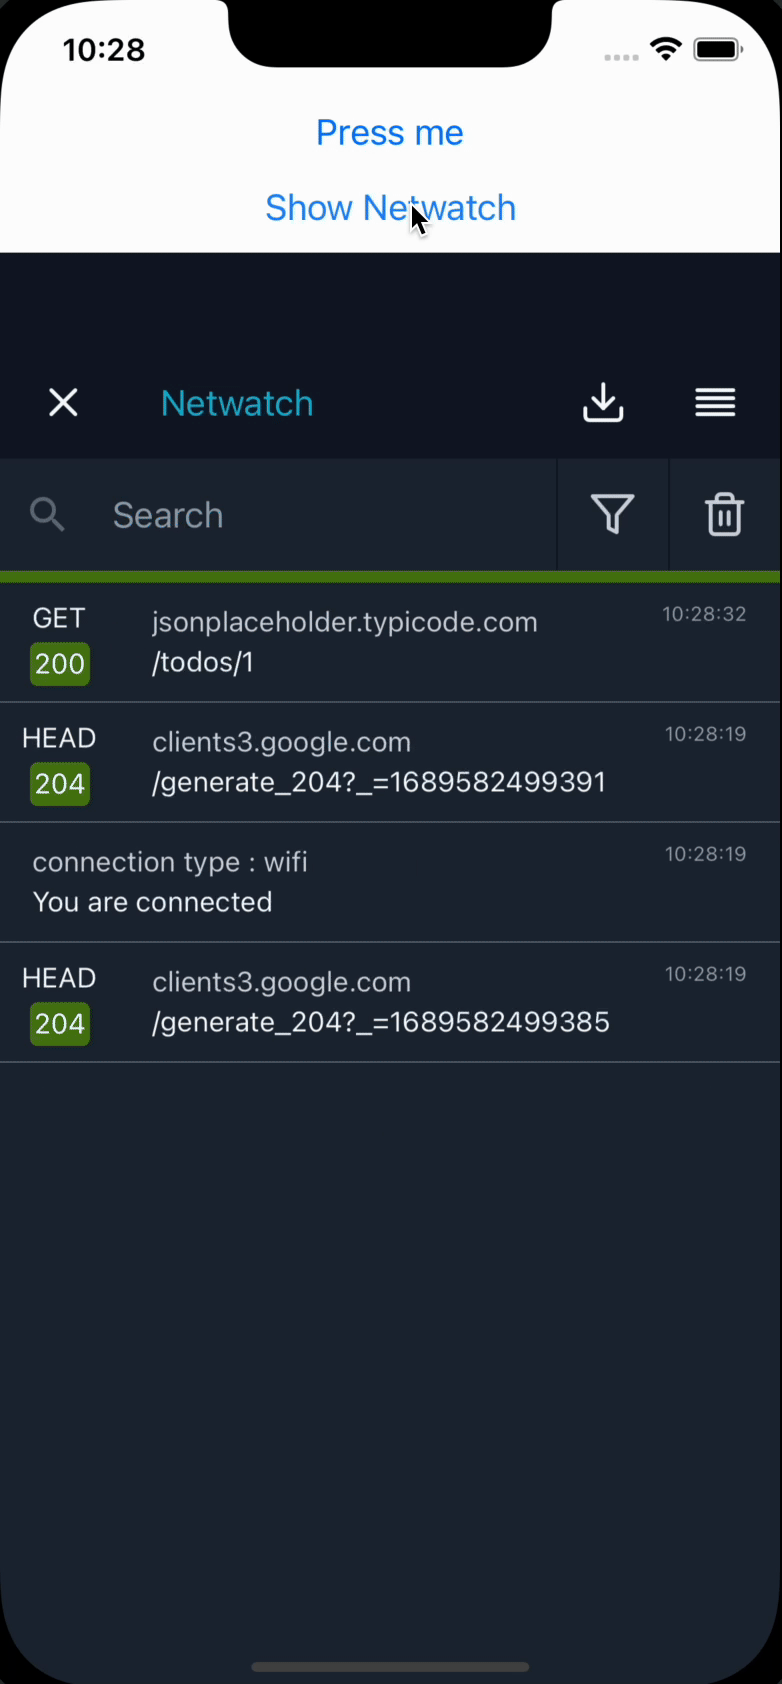 10:28
Press me
Show Netwatch
Netwatch
Search
GET
jsonplaceholder.typicode.com
10:28:32
200
/todos/1
HEAD
clients3.google.com
10:28:19
204
/generate_204?_=1689582499391
connection type : wifi
10:28:19
You are connected
HEAD
clients3.google.com
10:28:19
204
/generate_204?_=1689582499385